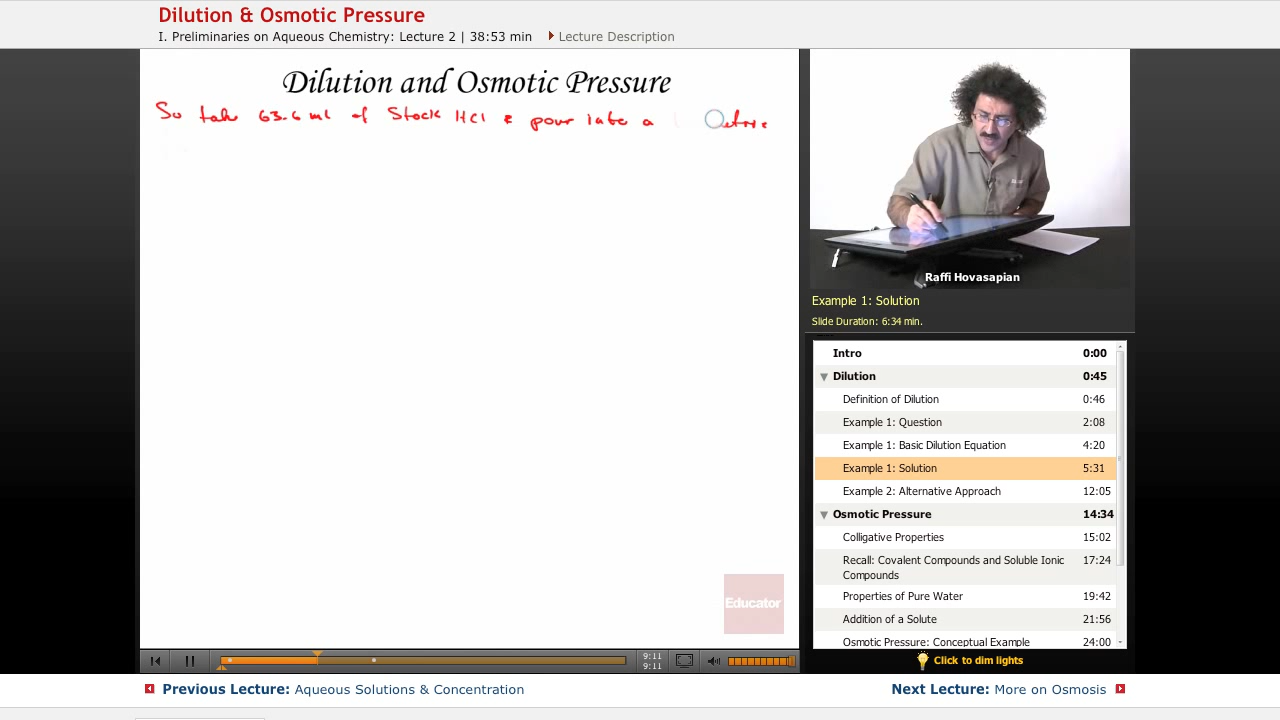 Dilution & Osmotic Pressure
I. Preliminaries on Aqueous Chemistry: Lecture 2 | 38:53 min Lecture Description
Dilution and Osmotic Pressure
So take 63.6 ml of Stock HCl & pour into a
Raffi Hovasapian
Example 1: Solution
Slide Duration: 6:34 min.
Intro 0:00
Dilution 0:45
Definition of Dilution 0:46
Example 1: Question 2:08
Example 1: Basic Dilution Equation 4:20
Example 1: Solution 5:31
Example 2: Alternative Approach 12:05
Osmotic Pressure 14:34
Colligative Properties 15:02
Recall: Covalent Compounds and Soluble Ionic 17:24
Compounds
Properties of Pure Water 19:42
Addition of a Solute 21:56
Osmotic Pressure: Conceptual Example 24:00
Educator
9:11
9:11
Click to dim lights
Previous Lecture: Aqueous Solutions & Concentration
Next Lecture: More on Osmosis